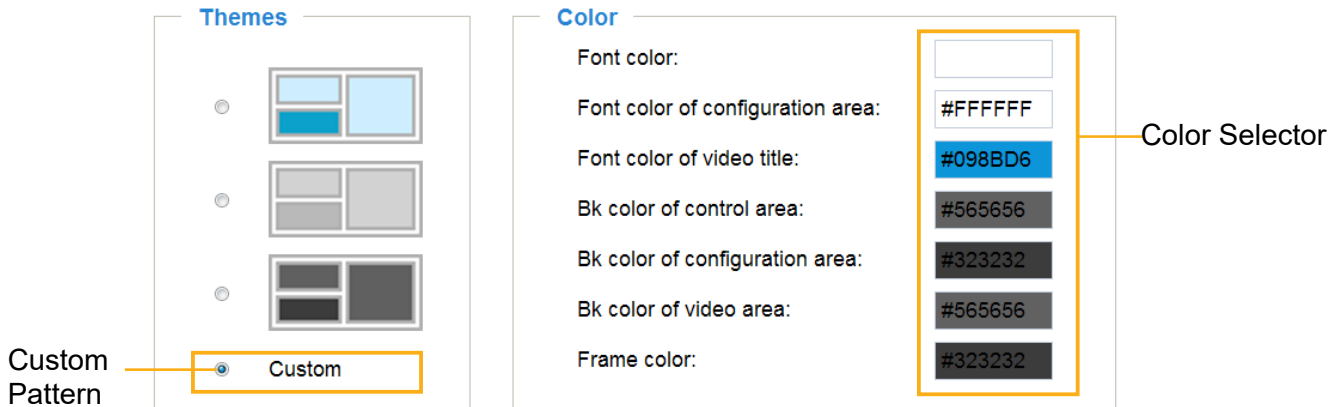 Themes
Color
Font color:
Font color of configuration area: #FFFFFF
Color Selector
Font color of video title: #098BD6
Bk color of control area: #565656
Bk color of configuration area: #323232
Bk color of video area: #565656
Custom
Pattern
Custom
Frame color: #323232